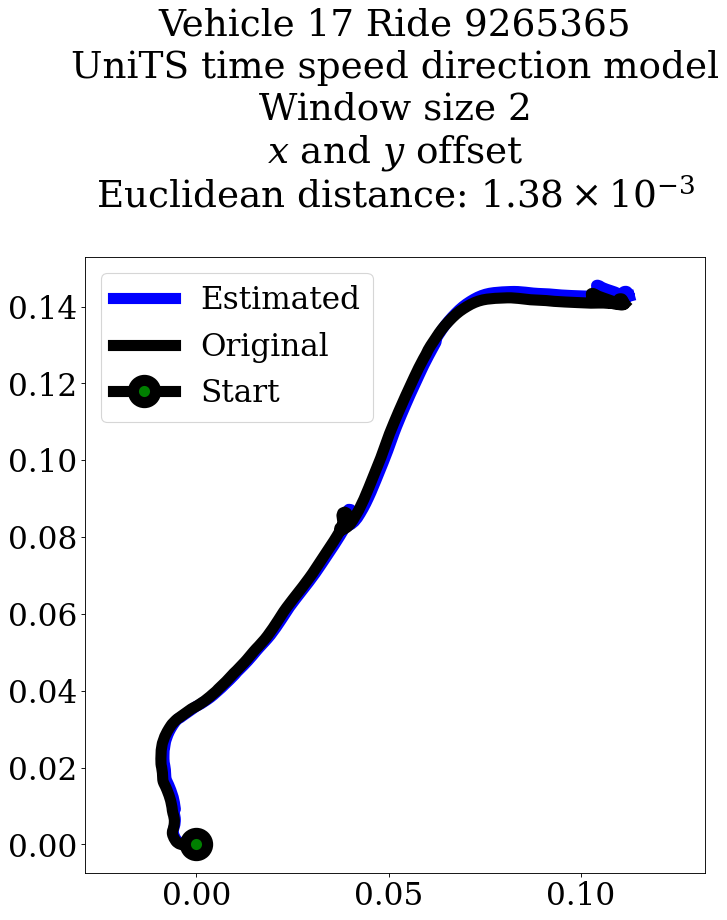 Vehicle 17 Ride 9265365
UniTS time speed direction model
Window size 2
x and y offset
Euclidean distance: 1.38 × 10⁻³
Estimated
Original
Start
0.14
0.12
0.10
0.08
0.06
0.04
0.02
0.00
0.00 0.05 0.10